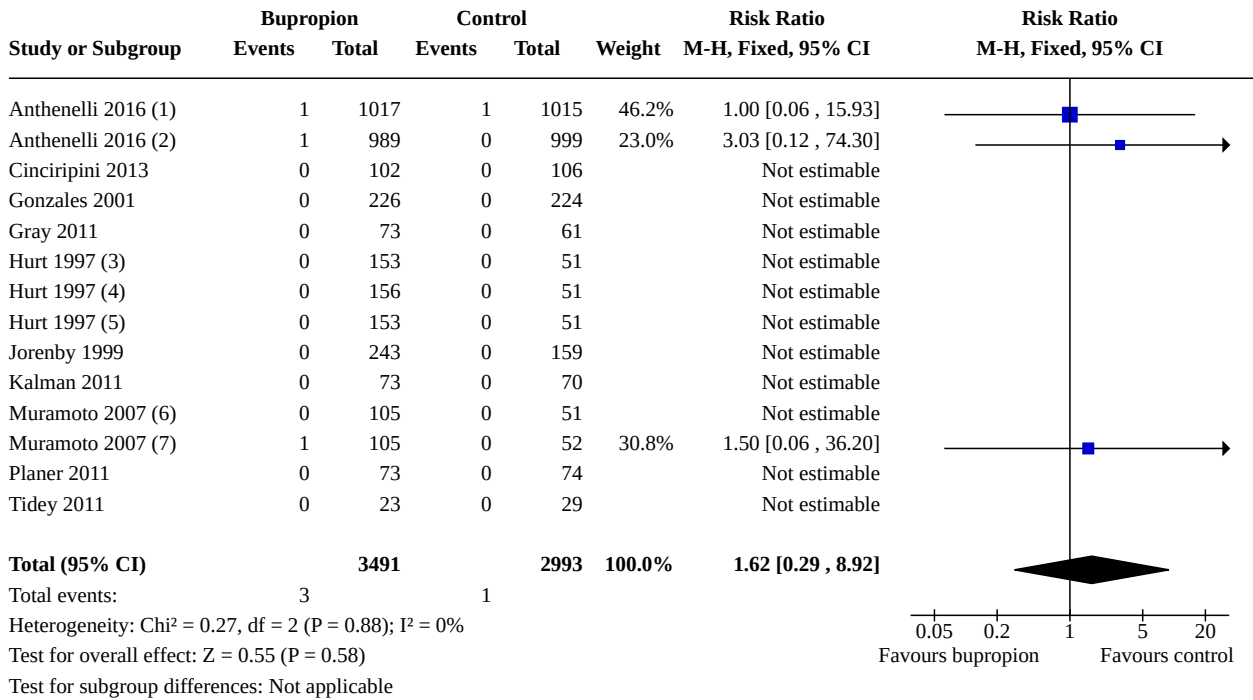 Bupropion Control Risk Ratio Risk Ratio
Study or Subgroup Events Total Events Total Weight M-H, Fixed, 95% CI M-H, Fixed, 95% CI
Anthenelli 2016 (1) 1 1017 1 1015 46.2% 1.00 [0.06 , 15.93]
Anthenelli 2016 (2) 1 989 0 999 23.0% 3.03 [0.12 , 74.30]
Cinciripini 2013 0 102 0 106 Not estimable
Gonzales 2001 0 226 0 224 Not estimable
Gray 2011 0 73 0 61 Not estimable
Hurt 1997 (3) 0 153 0 51 Not estimable
Hurt 1997 (4) 0 156 0 51 Not estimable
Hurt 1997 (5) 0 153 0 51 Not estimable
Jorenby 1999 0 243 0 159 Not estimable
Kalman 2011 0 73 0 70 Not estimable
Muramoto 2007 (6) 0 105 0 51 Not estimable
Muramoto 2007 (7) 1 105 0 52 30.8% 1.50 [0.06 , 36.20]
Planer 2011 0 73 0 74 Not estimable
Tidey 2011 0 23 0 29 Not estimable
Total (95% CI) 3491 2993 100.0% 1.62 [0.29 , 8.92]
Total events: 3 1
Heterogeneity: Chi² = 0.27, df = 2 (P = 0.88); I² = 0% 0.05 0.2 1 5 20
Test for overall effect: Z = 0.55 (P = 0.58) Favours bupropion Favours control
Test for subgroup differences: Not applicable